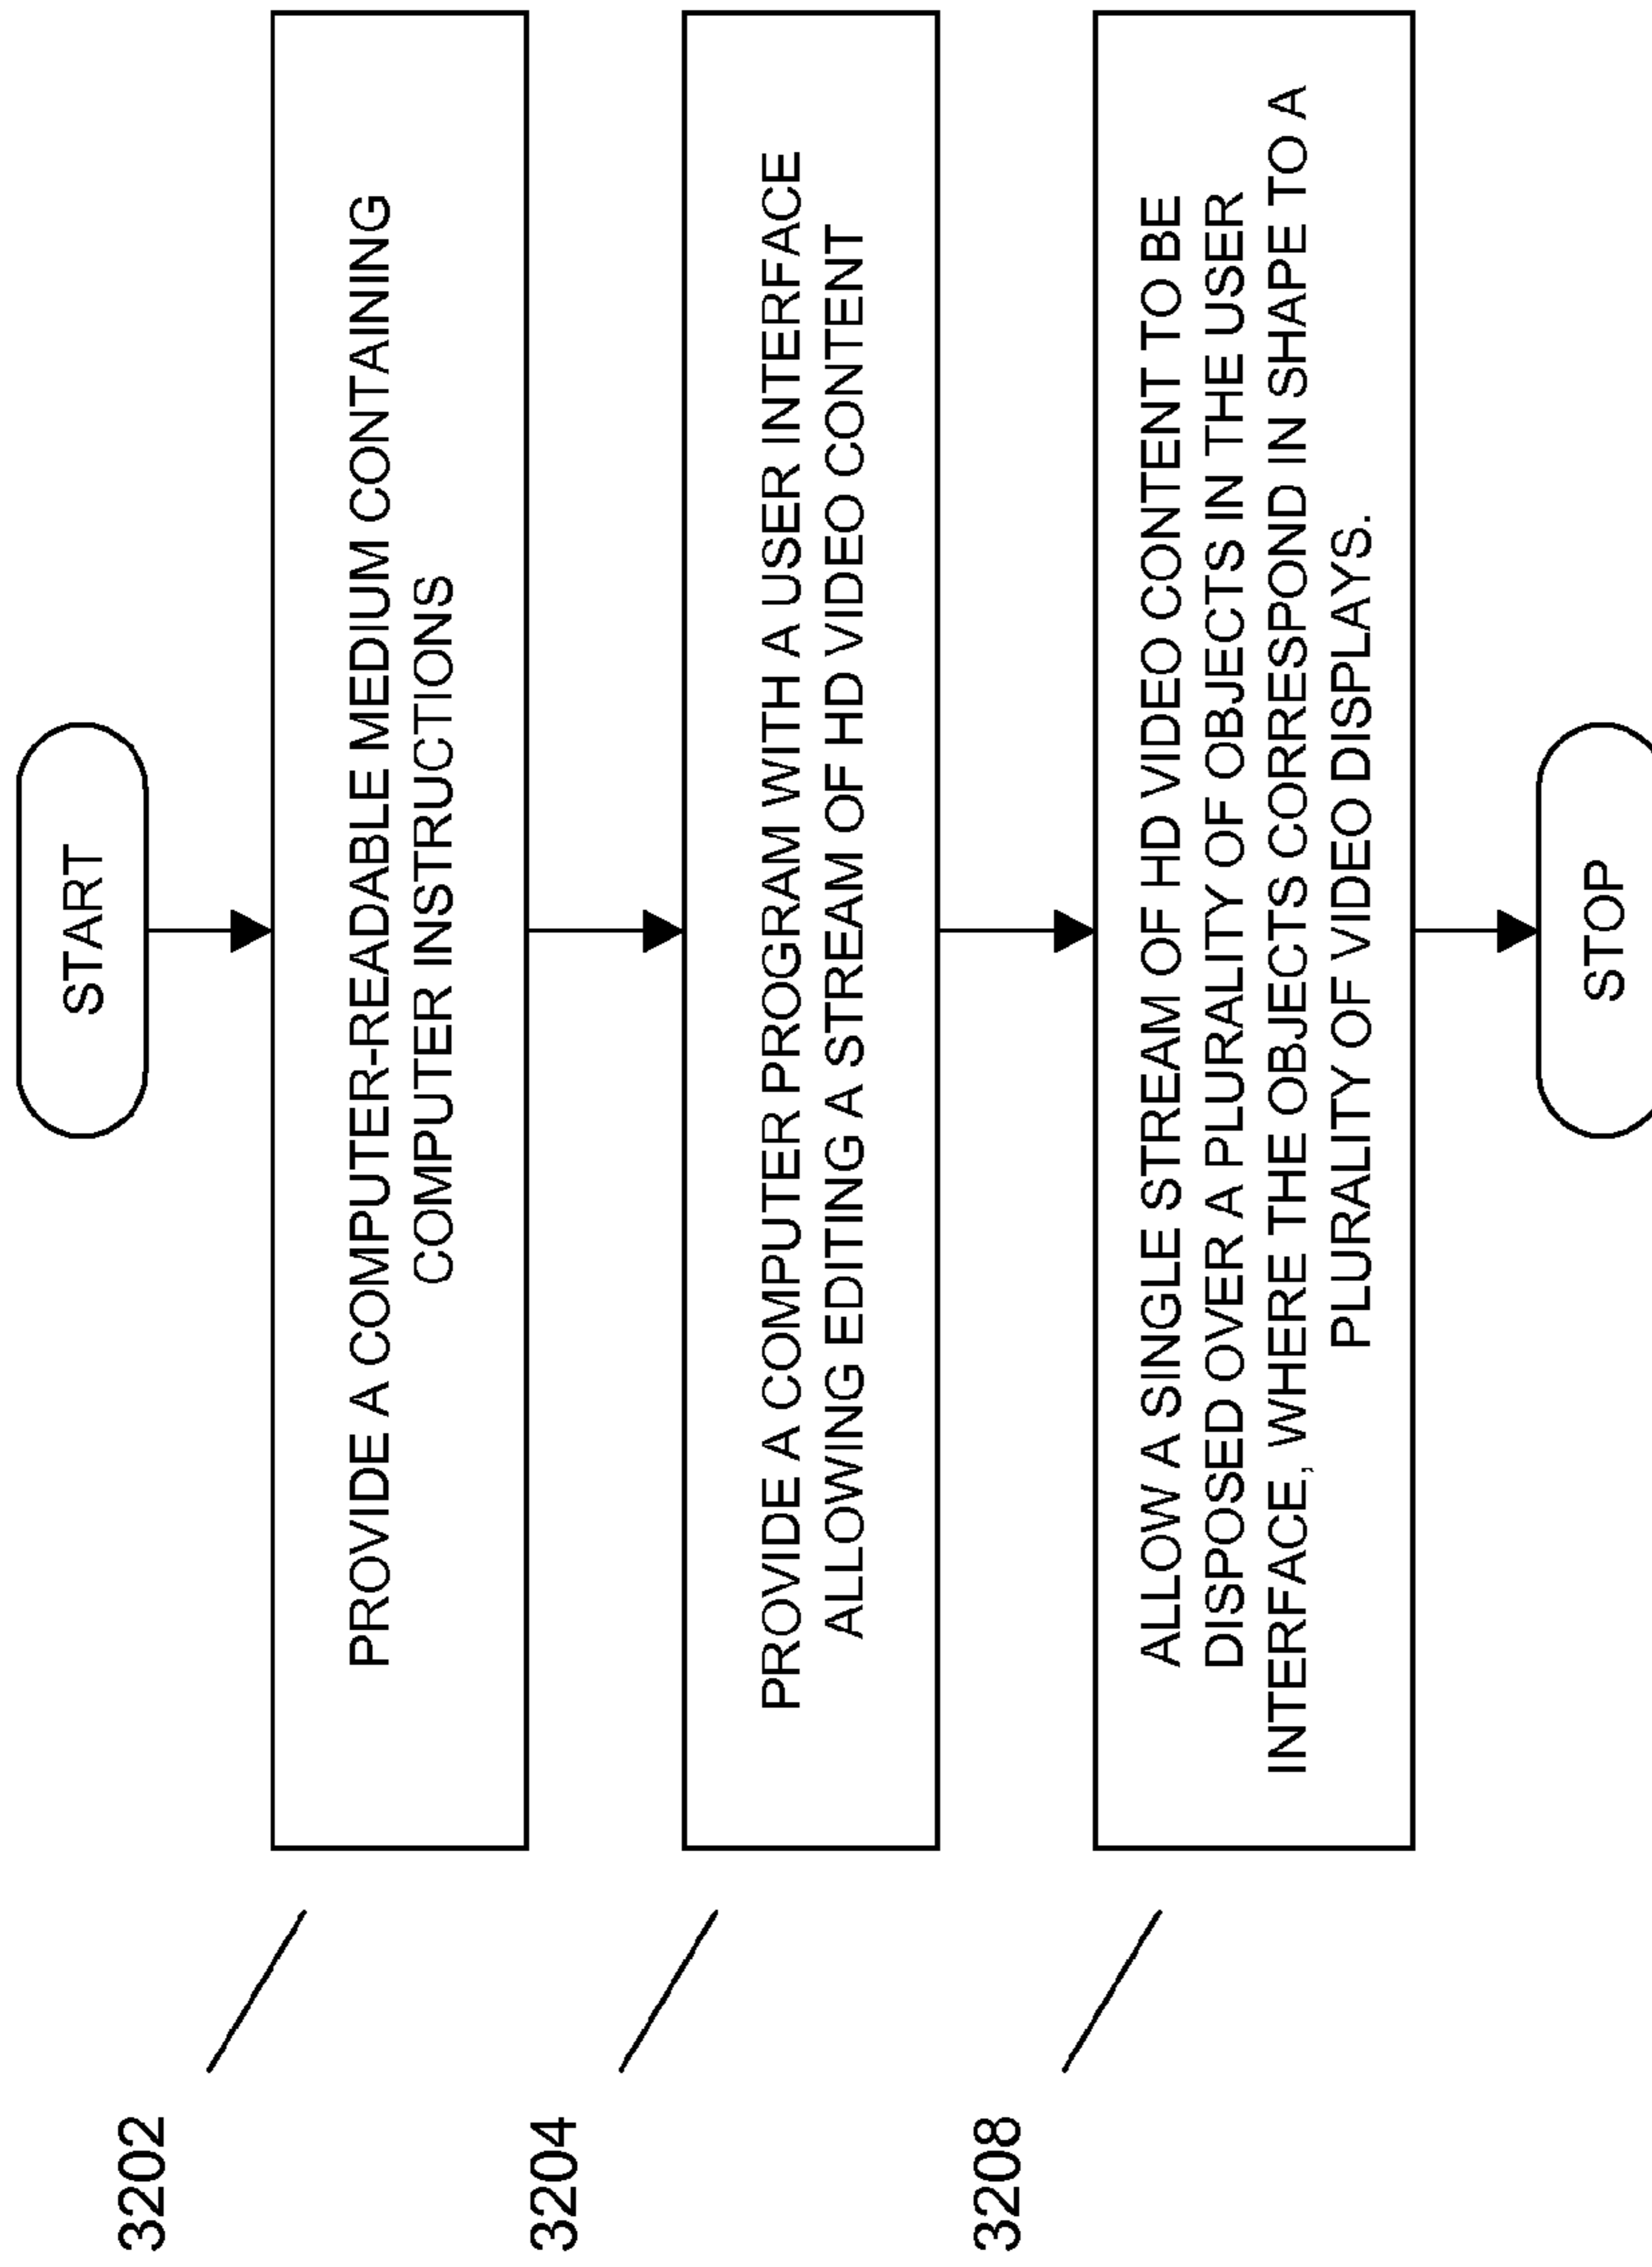 START
3202
PROVIDE A COMPUTER-READABLE MEDIUM CONTAINING
COMPUTER INSTRUCTIONS
3204
PROVIDE A COMPUTER PROGRAM WITH A USER INTERFACE
ALLOWING EDITING A STREAM OF HD VIDEO CONTENT
3208
ALLOW A SINGLE STREAM OF HD VIDEO CONTENT TO BE
DISPOSED OVER A PLURALITY OF OBJECTS IN THE USER
INTERFACE, WHERE THE OBJECTS CORRESPOND IN SHAPE TO A
PLURALITY OF VIDEO DISPLAYS.
STOP